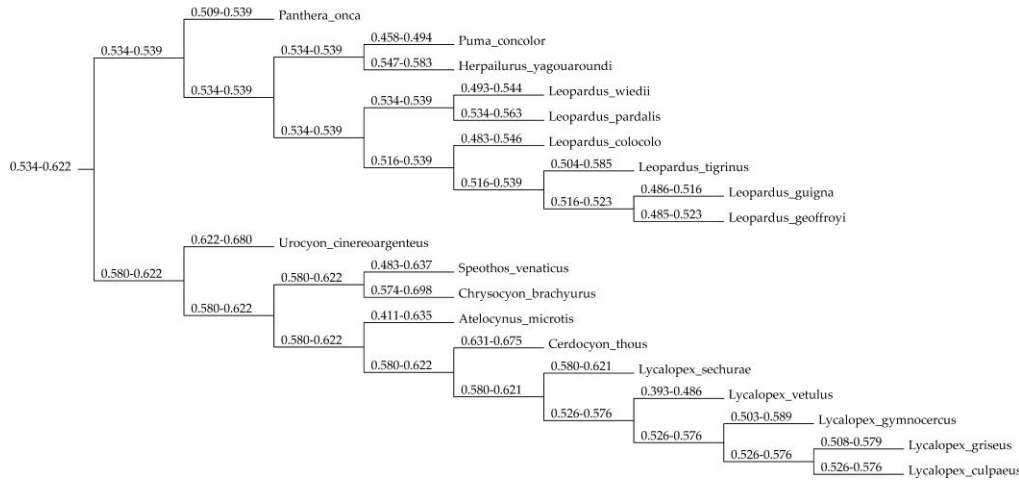 0.509-0.539 Panthera_onca
0.458-0.494 Puma_concolor
0.534-0.539 0.534-0.539
0.547-0.583 Herpailurus_yagouaroundi
0.493-0.544 Leopardus_wiedii
0.534-0.539 0.534-0.539
0.534-0.563 Leopardus_pardalis
0.534-0.539
0.483-0.546 Leopardus_colocolo
0.516-0.539
0.504-0.585 Leopardus_tigrinus
0.534-0.622
0.516-0.539
0.486-0.516 Leopardus_guigna
0.516-0.523
0.485-0.523 Leopardus_geoffroyi
0.622-0.680 Urocyon_cinereoargenteus
0.483-0.637 Speothos_venaticus
0.580-0.622 0.580-0.622
0.574-0.698 Chrysocyon_brachyurus
0.580-0.622
0.411-0.635 Atelocynus_microtis
0.580-0.622
0.631-0.675 Cerdocyon_thous
0.580-0.622
0.580-0.621 Lycalopex_sechurae
0.580-0.621
0.393-0.486 Lycalopex_vetulus
0.526-0.576
0.503-0.589 Lycalopex_gymnocercus
0.526-0.576
0.508-0.579 Lycalopex_griseus
0.526-0.576
0.526-0.576 Lycalopex_culpaeus